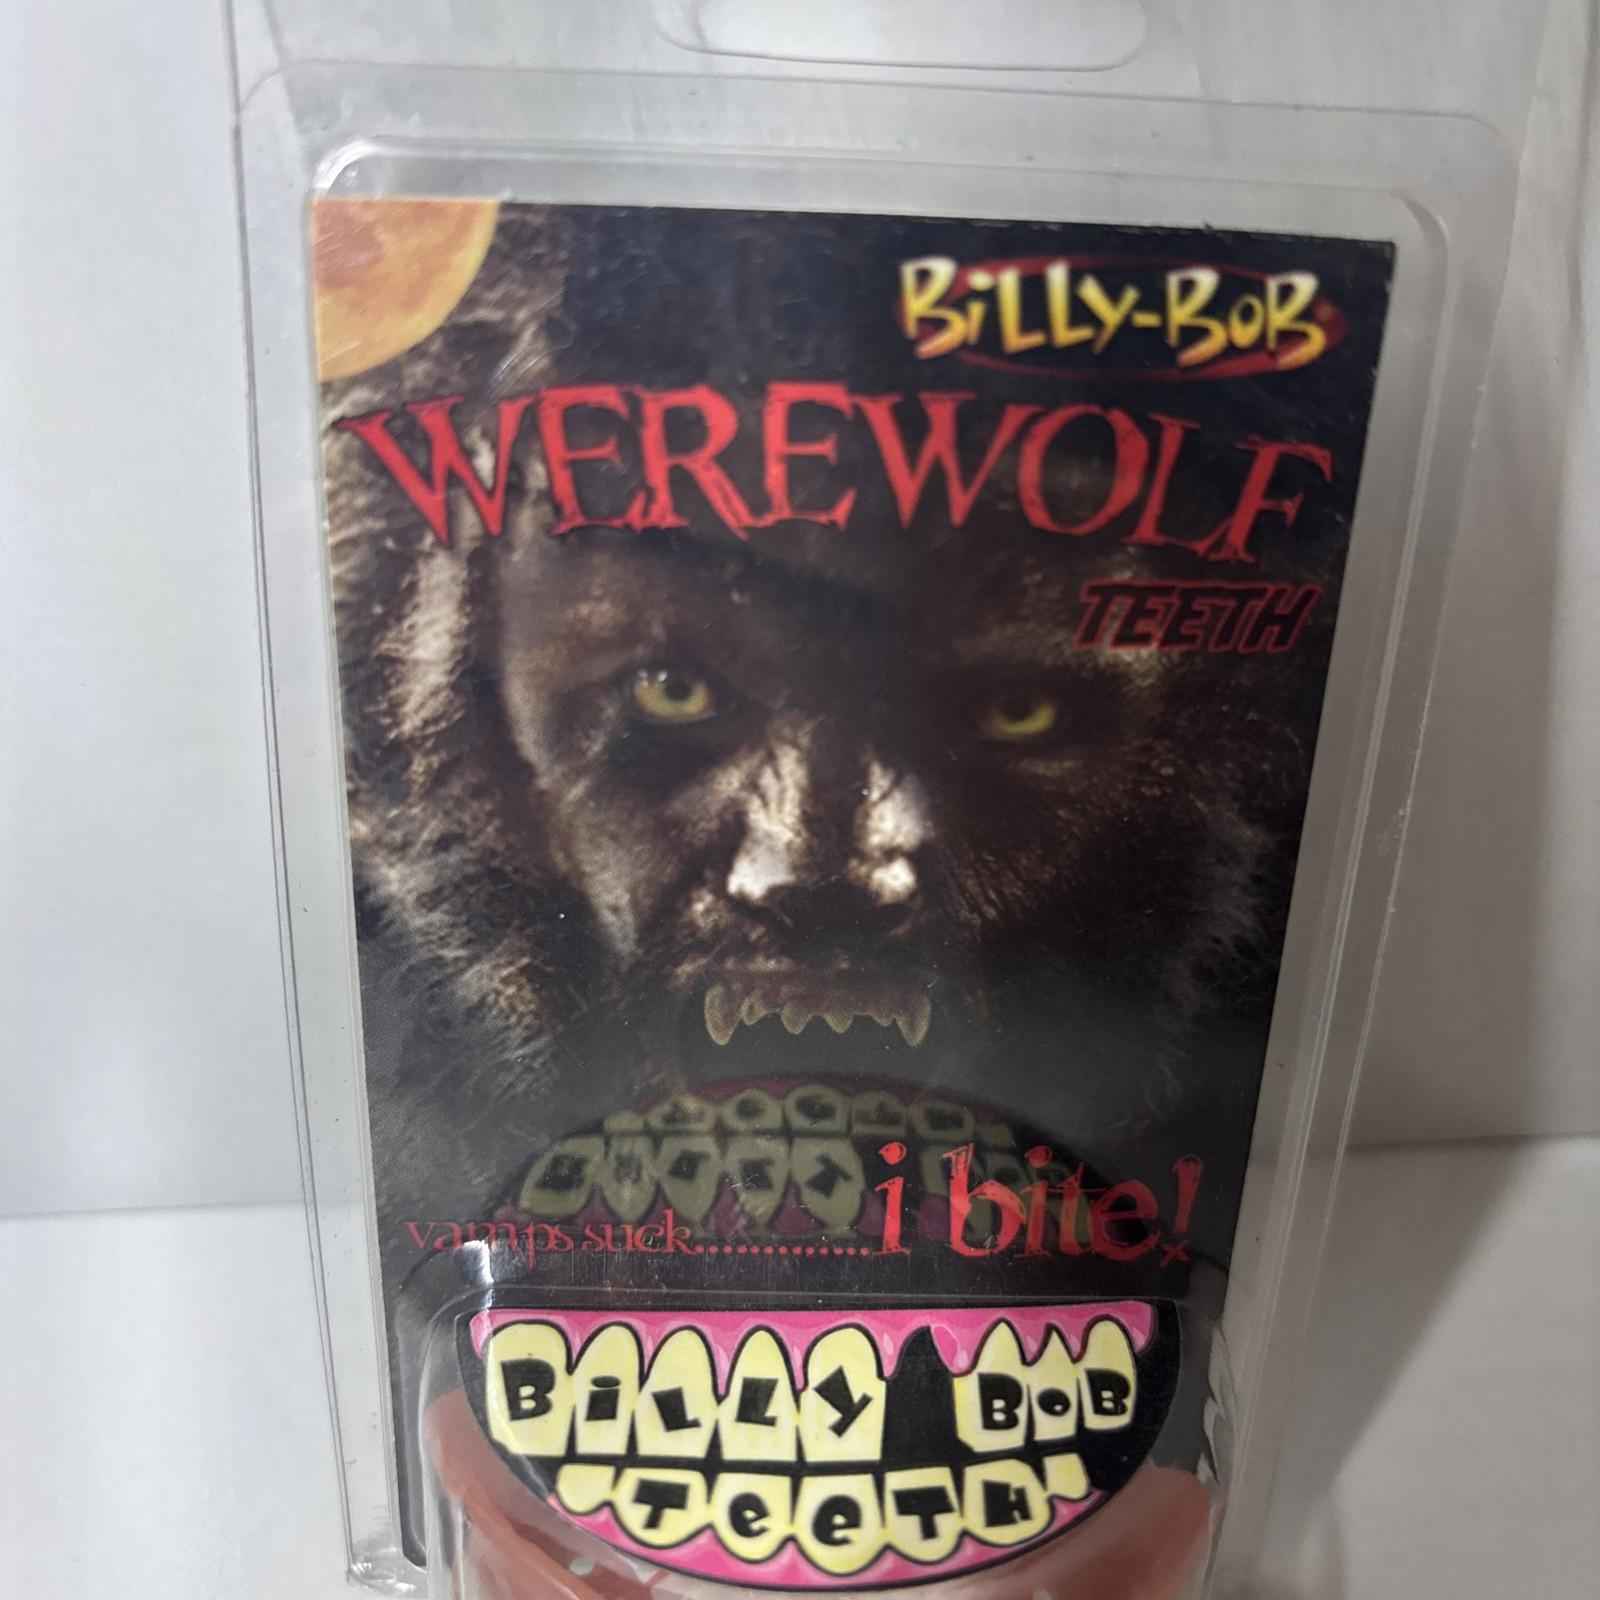 BiLLY-BOB
WEREWOLF
TEETH
vamps suck..............i bite!
BiLLY BOB
TEETH